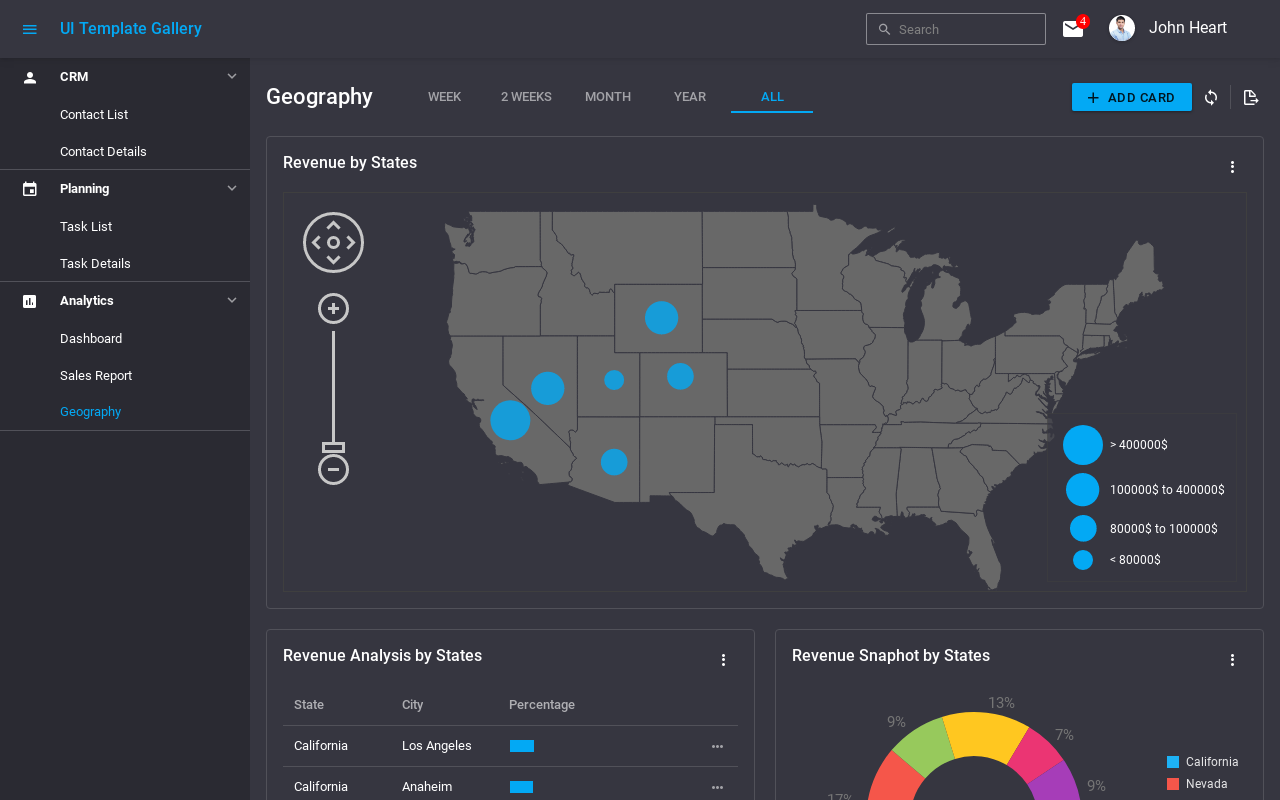 UI Template Gallery
Search
4
John Heart
CRM
Contact List
Contact Details
Planning
Task List
Task Details
Analytics
Dashboard
Sales Report
Geography
Geography
WEEK
2 WEEKS
MONTH
YEAR
ALL
ADD CARD
Revenue by States
> 400000$
100000$ to 400000$
80000$ to 100000$
< 80000$
Revenue Analysis by States
State City Percentage
California Los Angeles
California Anaheim
Revenue Snaphot by States
13%
9%
7%
9%
17%
California
Nevada